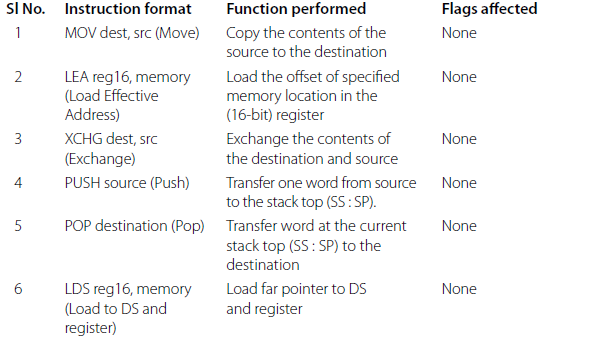 Sl No. Instruction format Function performed Flags affected
1 MOV dest, src (Move) Copy the contents of the None
source to the destination
2 LEA reg16, memory Load the offset of specified None
(Load Effective memory location in the
Address) (16-bit) register
3 XCHG dest, src Exchange the contents of None
(Exchange) the destination and source
4 PUSH source (Push) Transfer one word from source None
to the stack top (SS : SP).
5 POP destination (Pop) Transfer word at the current None
stack top (SS : SP) to the
destination
6 LDS reg16, memory Load far pointer to DS None
(Load to DS and and register
register)